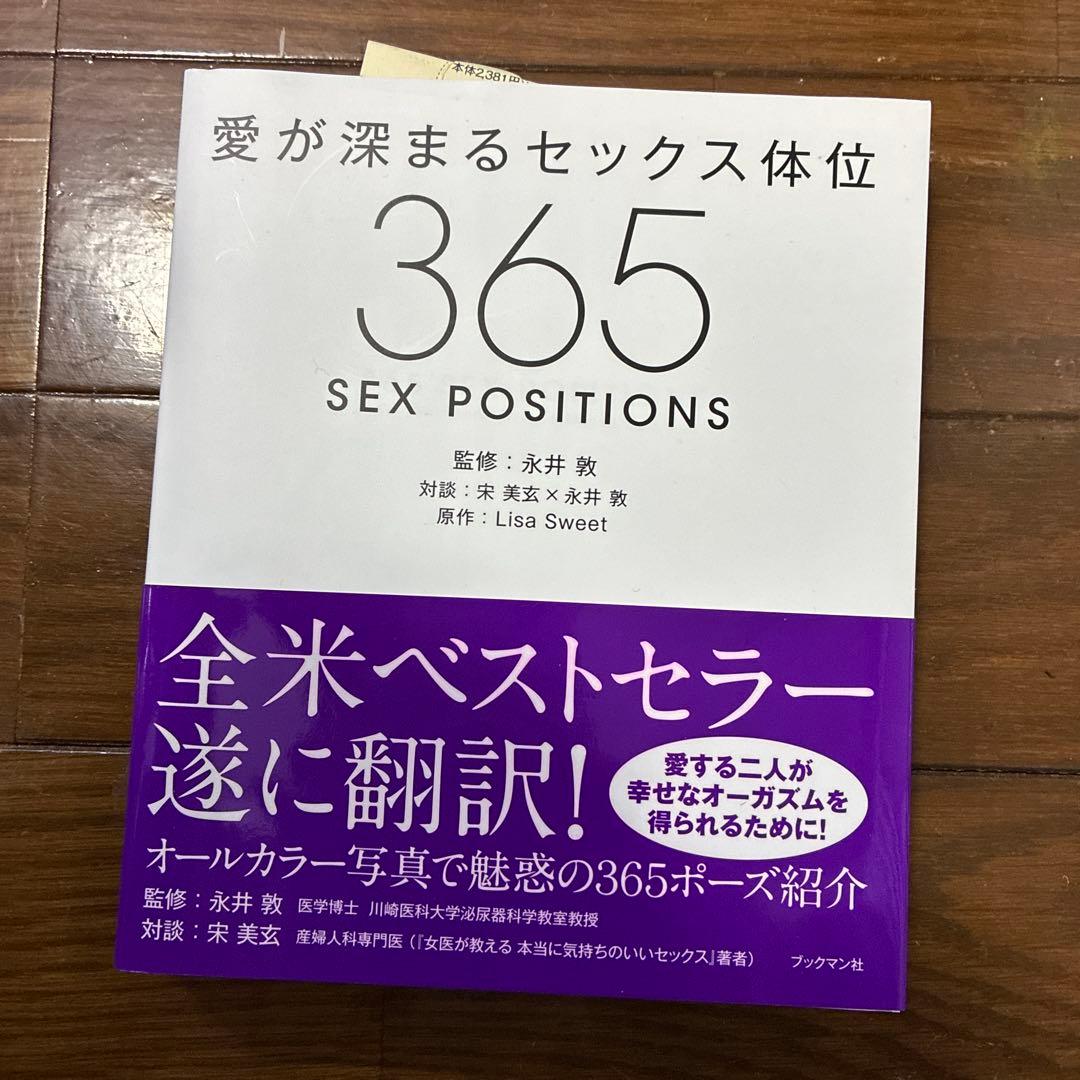 本体2,381円
愛が深まるセックス体位
365
SEX POSITIONS
監修：永井 敦
対談：宋 美玄×永井 敦
原作：Lisa Sweet
全米ベストセラー
遂に翻訳!
愛する二人が
幸せなオーガズムを
得られるために!
オールカラー写真で魅惑の365ポーズ紹介
監修：永井 敦 医学博士 川崎医科大学泌尿器科学教室教授
対談：宋 美玄 産婦人科専門医（『女医が教える 本当に気持ちのいいセックス』著者）
ブックマン社